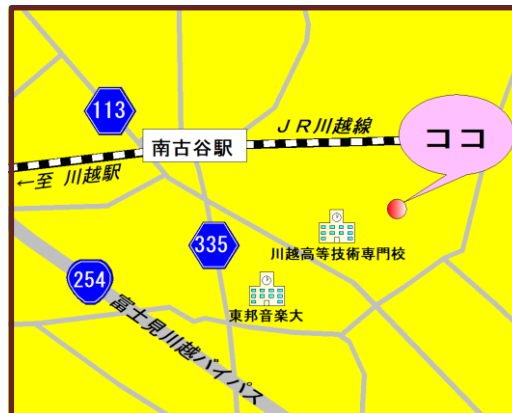 113
ＪＲ川越線
ココ
南古谷駅
←至 川越駅
335
川越高等技術専門校
254
東邦音楽大
富士見川越バイパス